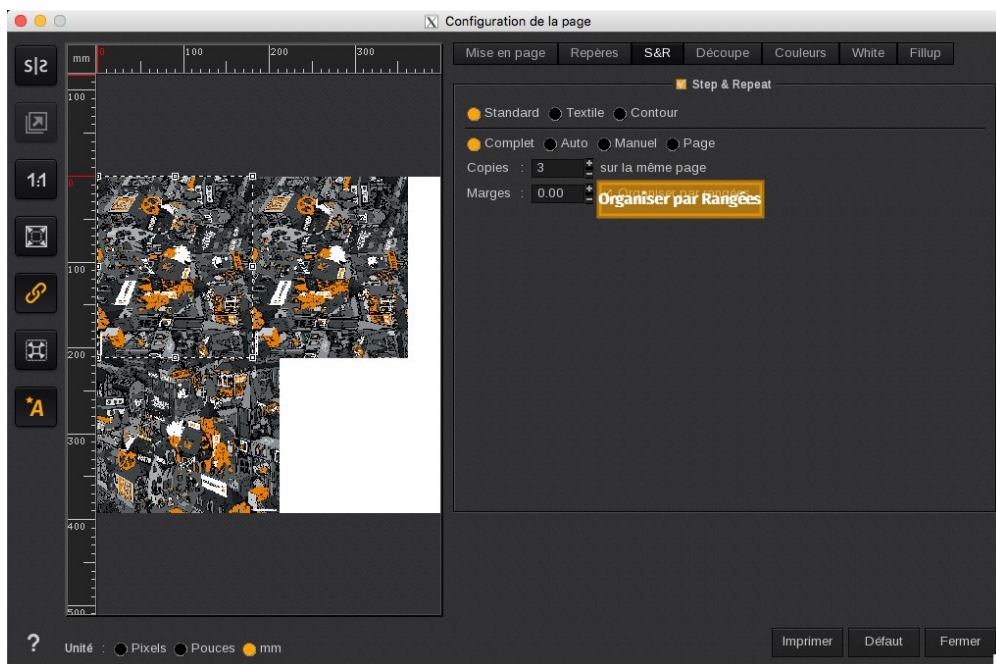 Configuration de la page
Mise en page Repères S&R Découpe Couleurs White Fillup
mm 0 100 200 300
S|S
100
0
100
200
300
400
500
1:1
*A
Step & Repeat
Standard Textile Contour
Complet Auto Manuel Page
Copies : 3 sur la même page
Marges : 0.00 Organiser par Rangées
? Unité : Pixels Pouces mm
Imprimer Défaut Fermer